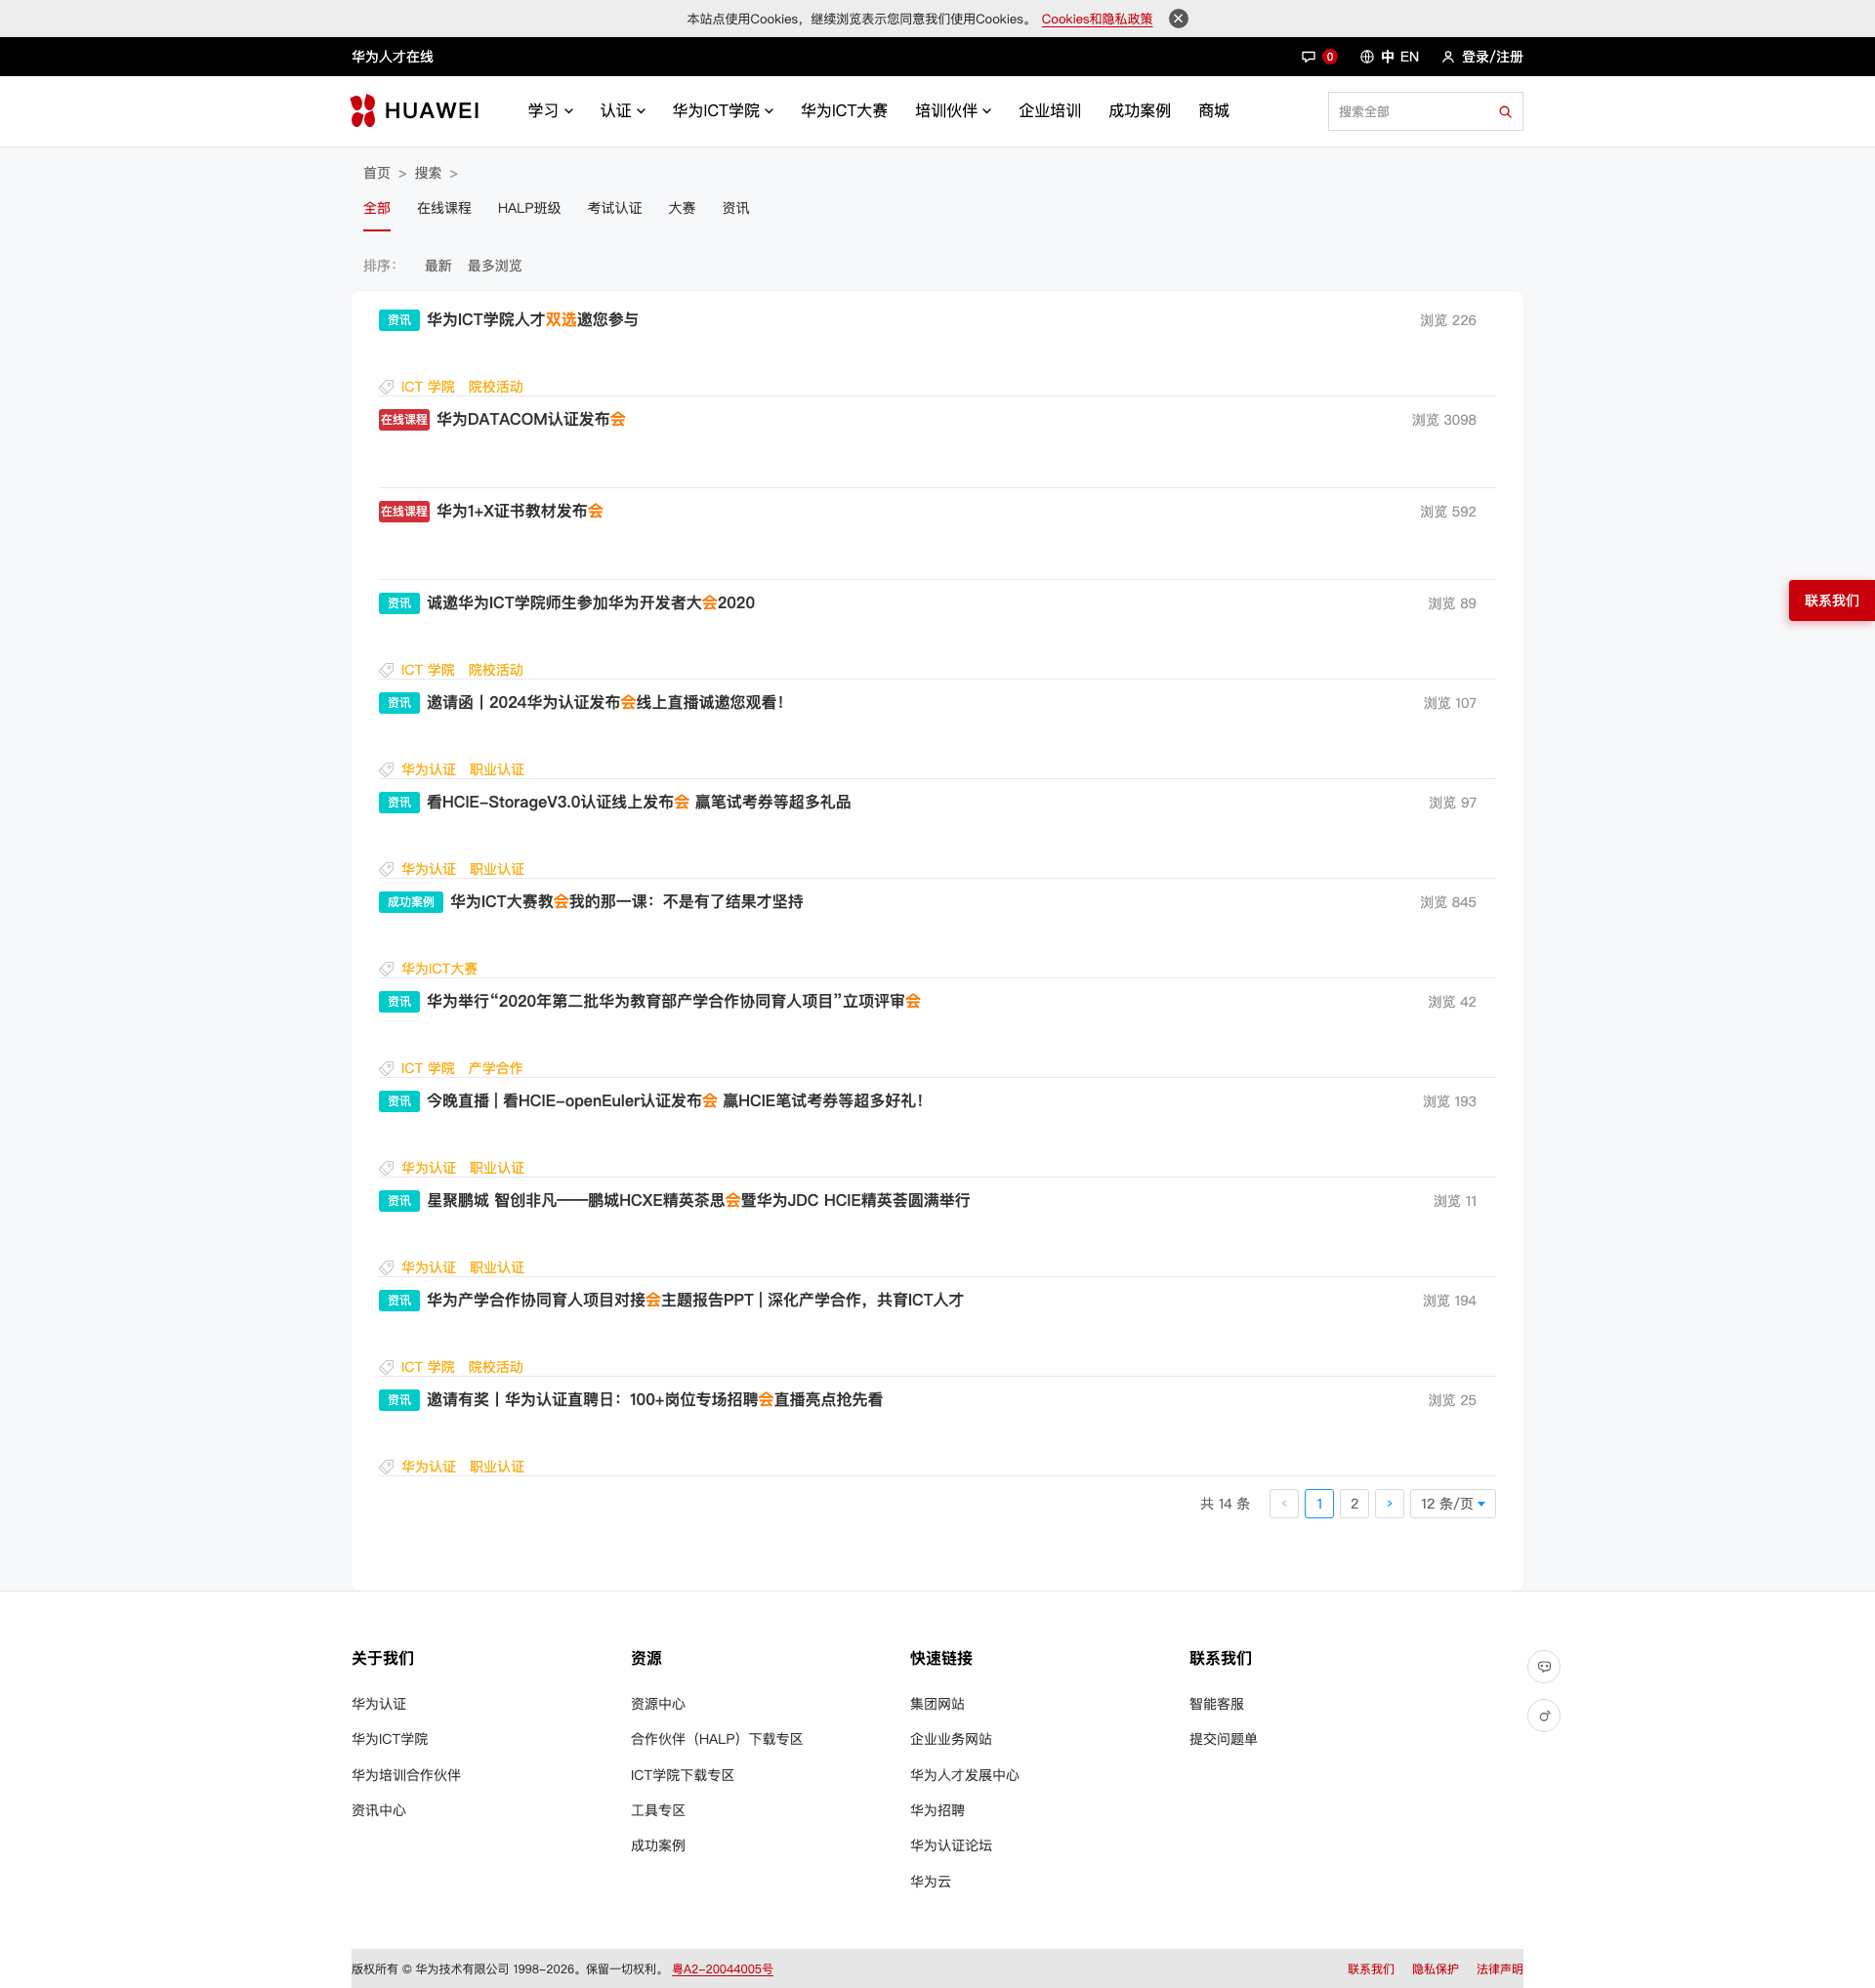 本站点使用Cookies，继续浏览表示您同意我们使用Cookies。 Cookies和隐私政策
华为人才在线
0 中 EN 登录/注册
HUAWEI 学习 认证 华为ICT学院 华为ICT大赛 培训伙伴 企业培训 成功案例 商城 搜索全部
首页 > 搜索 >
全部 在线课程 HALP班级 考试认证 大赛 资讯
排序： 最新 最多浏览
资讯 华为ICT学院人才双选邀您参与 浏览 226
ICT 学院 院校活动
在线课程 华为DATACOM认证发布会 浏览 3098
在线课程 华为1+X证书教材发布会 浏览 592
资讯 诚邀华为ICT学院师生参加华为开发者大会2020 浏览 89
ICT 学院 院校活动
资讯 邀请函丨2024华为认证发布会线上直播诚邀您观看！ 浏览 107
华为认证 职业认证
资讯 看HCIE-StorageV3.0认证线上发布会 赢笔试考券等超多礼品 浏览 97
华为认证 职业认证
成功案例 华为ICT大赛教会我的那一课：不是有了结果才坚持 浏览 845
华为ICT大赛
资讯 华为举行“2020年第二批华为教育部产学合作协同育人项目”立项评审会 浏览 42
ICT 学院 产学合作
资讯 今晚直播 | 看HCIE-openEuler认证发布会 赢HCIE笔试考券等超多好礼！ 浏览 193
华为认证 职业认证
资讯 星聚鹏城 智创非凡——鹏城HCXE精英茶思会暨华为JDC HCIE精英荟圆满举行 浏览 11
华为认证 职业认证
资讯 华为产学合作协同育人项目对接会主题报告PPT | 深化产学合作，共育ICT人才 浏览 194
ICT 学院 院校活动
资讯 邀请有奖丨华为认证直聘日：100+岗位专场招聘会直播亮点抢先看 浏览 25
华为认证 职业认证
共 14 条 < 1 2 > 12 条/页
联系我们
关于我们
华为认证
华为ICT学院
华为培训合作伙伴
资讯中心
资源
资源中心
合作伙伴（HALP）下载专区
ICT学院下载专区
工具专区
成功案例
快速链接
集团网站
企业业务网站
华为人才发展中心
华为招聘
华为认证论坛
华为云
联系我们
智能客服
提交问题单
版权所有 © 华为技术有限公司 1998-2026。保留一切权利。 粤A2-20044005号
联系我们 隐私保护 法律声明